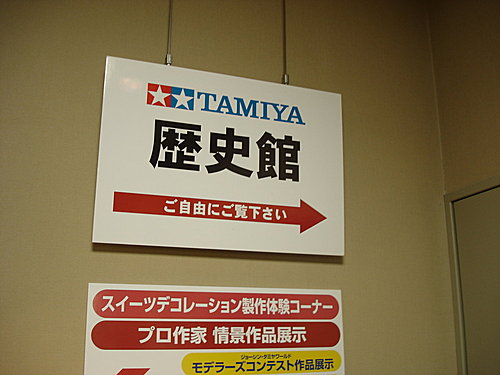 TAMIYA
歴史館
ご自由にご覧下さい
スイーツデコレーション製作体験コーナー
プロ作家 情景作品展示
ジョーシン・タミヤワールド
モデラーズコンテスト作品展示